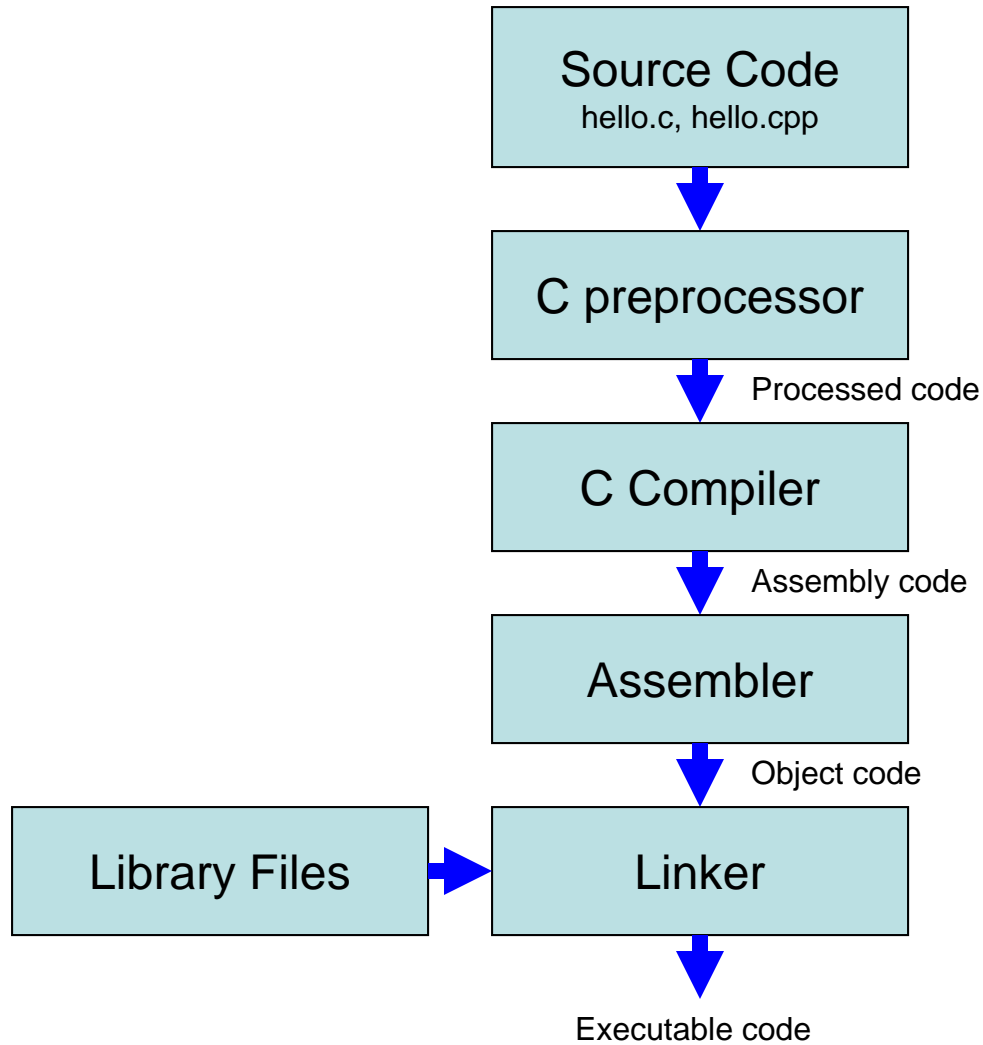 Source Code
hello.c, hello.cpp
C preprocessor
Processed code
C Compiler
Assembly code
Assembler
Object code
Library Files
Linker
Executable code